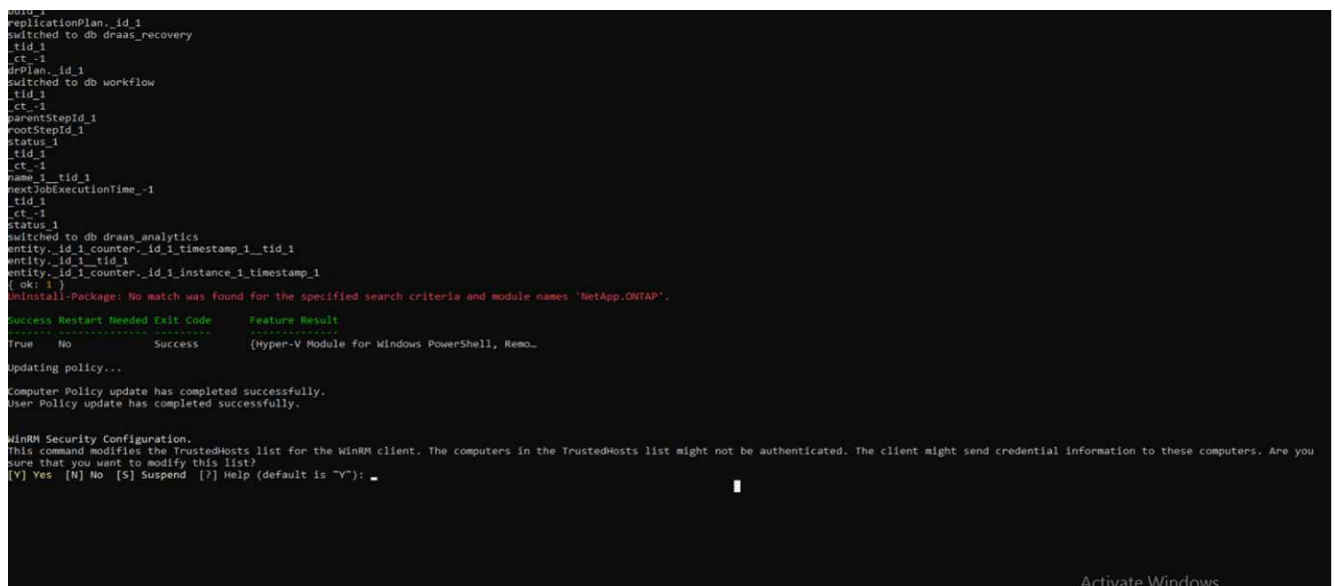 replicationPlan._id_1
switched to db draas_recovery
_tid_1
_ct_-1
drPlan._id_1
switched to db workflow
_tid_1
_ct_-1
parentStepId_1
rootStepId_1
status_1
_tid_1
_ct_-1
name_1__tid_1
nextJobExecutionTime_-1
_tid_1
_ct_-1
status_1
switched to db draas_analytics
entity._id_1_counter._id_1_timestamp_1__tid_1
entity._id_1__tid_1
entity._id_1_counter._id_1_instance_1_timestamp_1
{ ok: 1 }
Uninstall-Package: No match was found for the specified search criteria and module names 'NetApp.ONTAP'.
Success Restart Needed Exit Code Feature Result
------- -------------- --------- --------------
True No Success {Hyper-V Module for Windows PowerShell, Remo…
Updating policy...
Computer Policy update has completed successfully.
User Policy update has completed successfully.
WinRM Security Configuration.
This command modifies the TrustedHosts list for the WinRM client. The computers in the TrustedHosts list might not be authenticated. The client might send credential information to these computers. Are you
sure that you want to modify this list?
[Y] Yes [N] No [S] Suspend [?] Help (default is "Y"):
Activate Windows